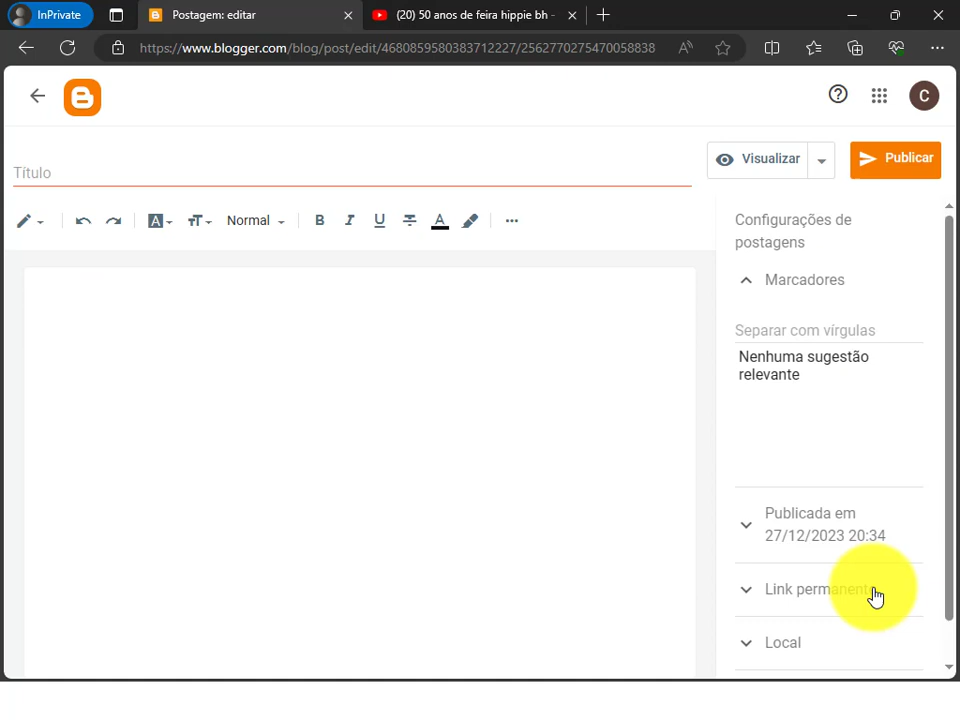 InPrivate
Postagem: editar
(20) 50 anos de feira hippie bh -
https://www.blogger.com/blog/post/edit/4680859580383712227/2562770275470058838
C
Título
Visualizar
Publicar
Normal
B I U A
Configurações de
postagens
Marcadores
Separar com vírgulas
Nenhuma sugestão
relevante
Publicada em
27/12/2023 20:34
Link permanente
Local